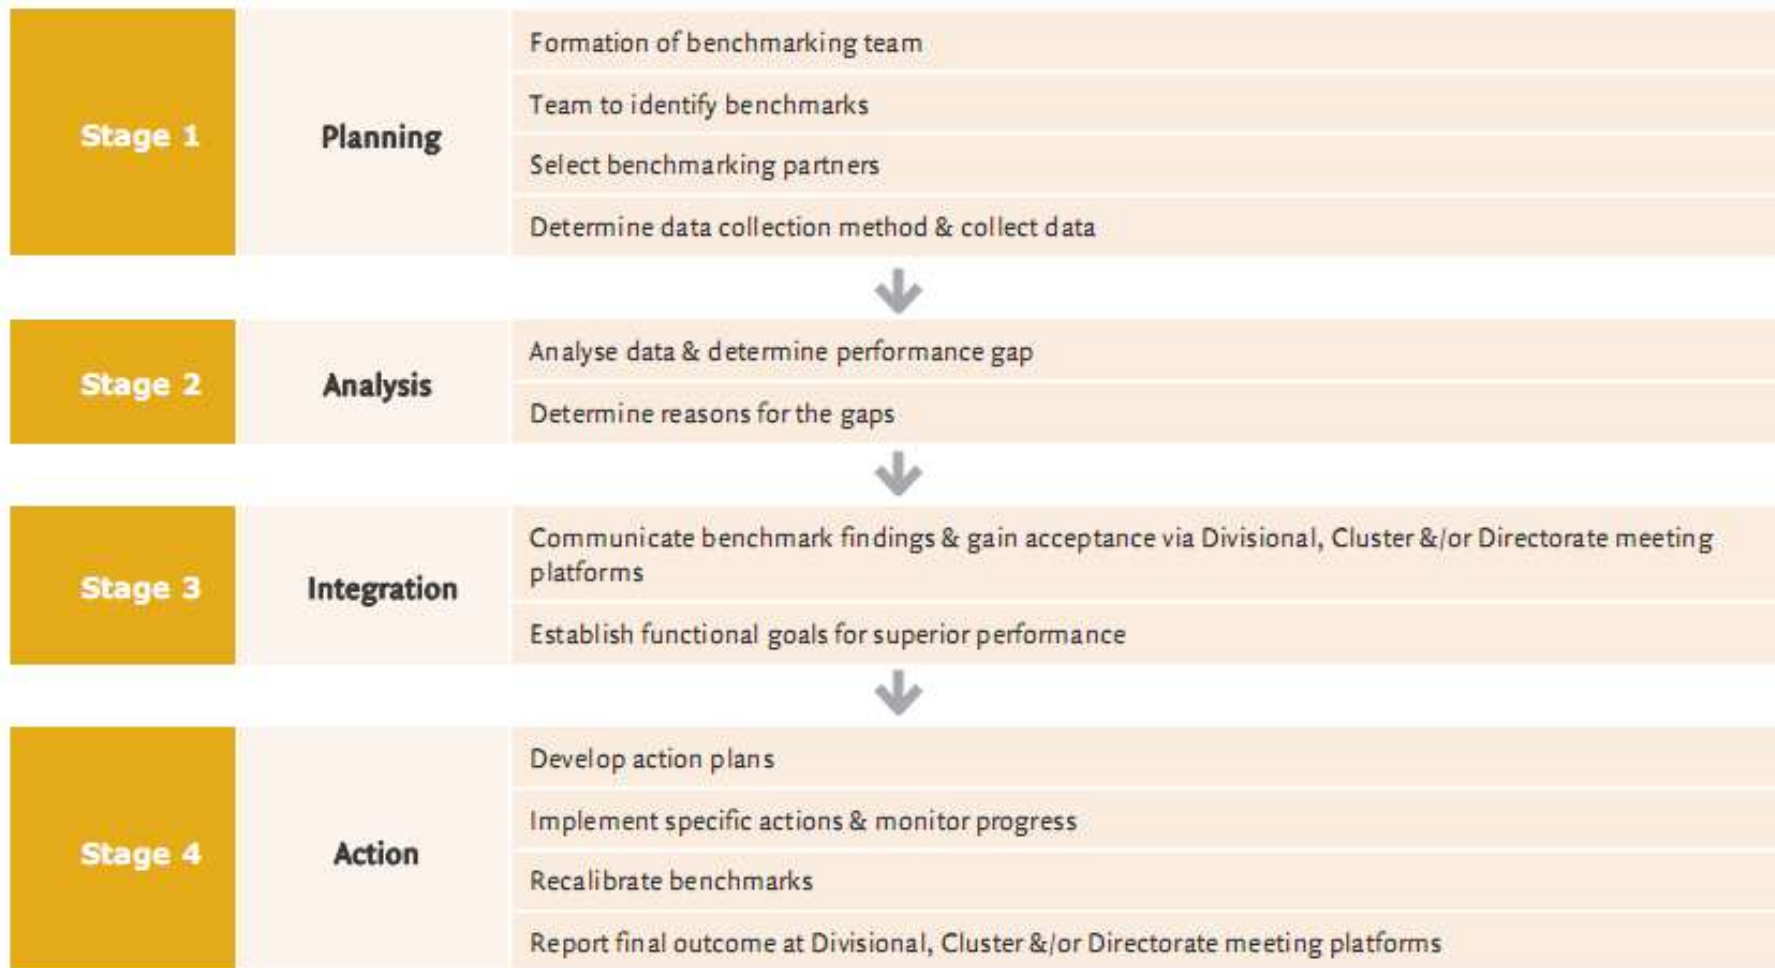 Stage 1
Planning
Formation of benchmarking team
Team to identify benchmarks
Select benchmarking partners
Determine data collection method & collect data
Stage 2
Analysis
Analyse data & determine performance gap
Determine reasons for the gaps
Stage 3
Integration
Communicate benchmark findings & gain acceptance via Divisional, Cluster &/or Directorate meeting
platforms
Establish functional goals for superior performance
Stage 4
Action
Develop action plans
Implement specific actions & monitor progress
Recalibrate benchmarks
Report final outcome at Divisional, Cluster &/or Directorate meeting platforms